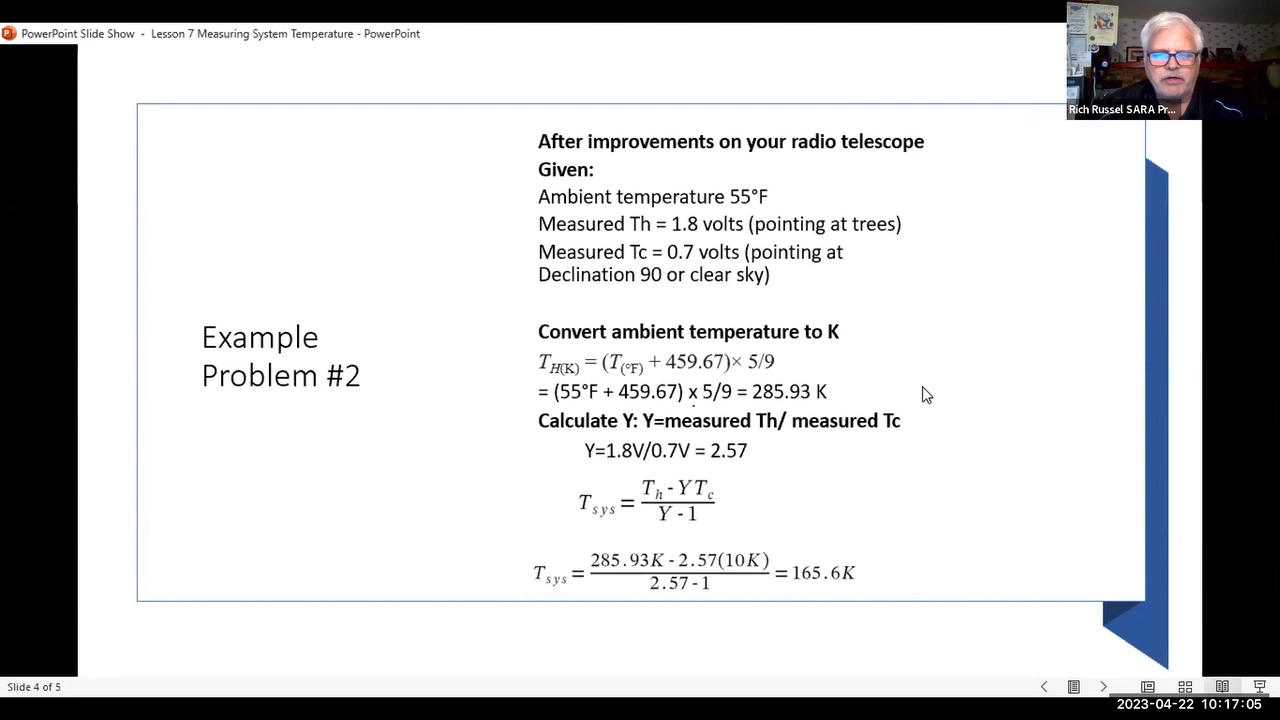 PowerPoint Slide Show - Lesson 7 Measuring System Temperature - PowerPoint
Rich Russel SARA Pr...
After improvements on your radio telescope
Given:
Ambient temperature 55°F
Measured Th = 1.8 volts (pointing at trees)
Measured Tc = 0.7 volts (pointing at
Declination 90 or clear sky)
Example
Problem #2
Convert ambient temperature to K
T_H(K) = (T_(°F) + 459.67)× 5/9
= (55°F + 459.67) x 5/9 = 285.93 K
Calculate Y: Y=measured Th/ measured Tc
Y=1.8V/0.7V = 2.57
T_sys = (T_h - Y T_c) / (Y - 1)
T_sys = (285.93K - 2.57(10K)) / (2.57 - 1) = 165.6K
Slide 4 of 5
2023-04-22 10:17:05